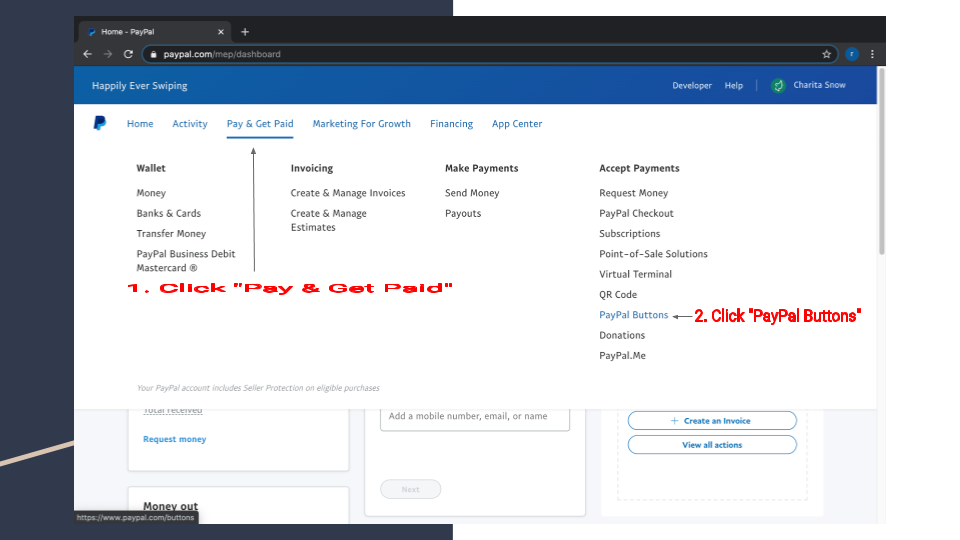 Home - PayPal
paypal.com/mep/dashboard
Happily Ever Swiping
Developer Help Charita Snow
Home Activity Pay & Get Paid Marketing For Growth Financing App Center
Wallet
Money
Banks & Cards
Transfer Money
PayPal Business Debit
Mastercard ®
Invoicing
Create & Manage Invoices
Create & Manage
Estimates
Make Payments
Send Money
Payouts
Accept Payments
Request Money
PayPal Checkout
Subscriptions
Point-of-Sale Solutions
Virtual Terminal
QR Code
PayPal Buttons
Donations
PayPal.Me
1. Click "Pay & Get Paid"
2. Click "PayPal Buttons"
Your PayPal account includes Seller Protection on eligible purchases
Total received
Request money
Money out
Add a mobile number, email, or name
Next
+ Create an Invoice
View all actions
https://www.paypal.com/buttons